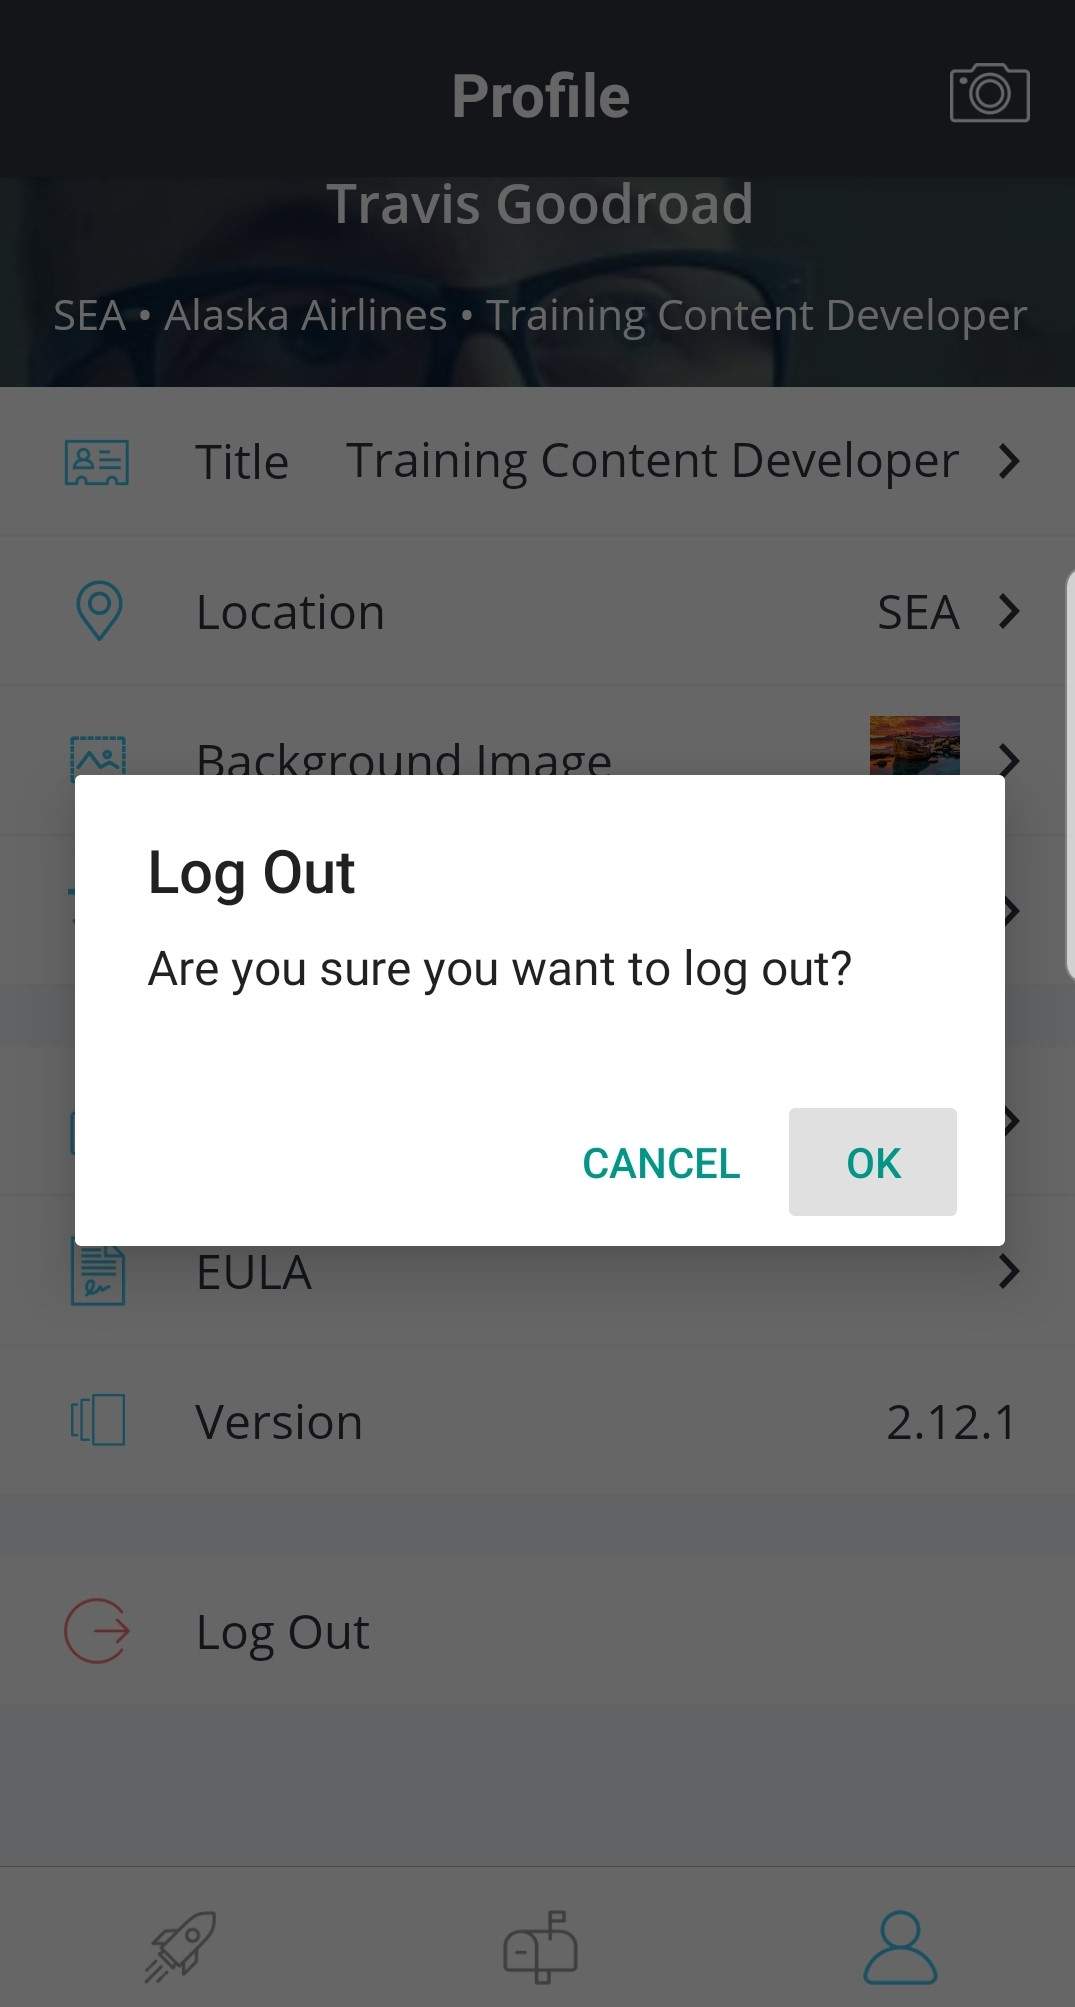 Profile
Travis Goodroad
SEA • Alaska Airlines • Training Content Developer
Title Training Content Developer
Location SEA
Background Image
Log Out
Are you sure you want to log out?
CANCEL OK
EULA
Version 2.12.1
Log Out